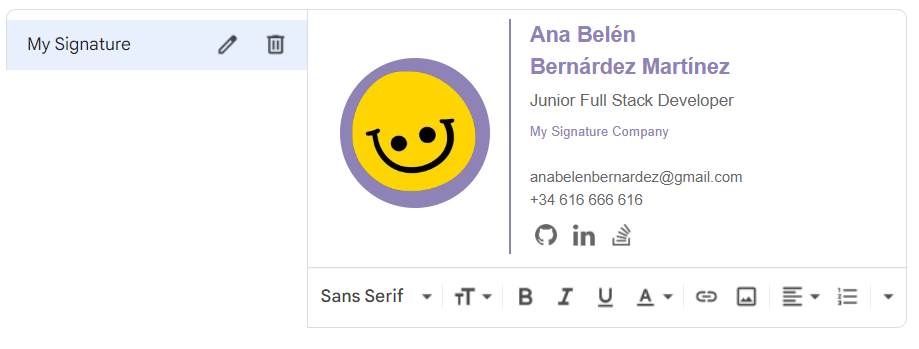 My Signature
Ana Belén
Bernárdez Martínez
Junior Full Stack Developer
My Signature Company
anabelenbernardez@gmail.com
+34 616 666 616
in
Sans Serif
B I U A